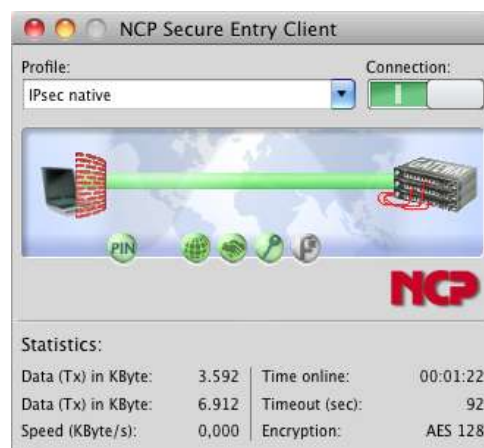 NCP Secure Entry Client
Profile:
Connection:
IPsec native
PIN
NCP
Statistics:
Data (Tx) in KByte: 3.592 Time online: 00:01:22
Data (Tx) in KByte: 6.912 Timeout (sec): 92
Speed (KByte/s): 0,000 Encryption: AES 128